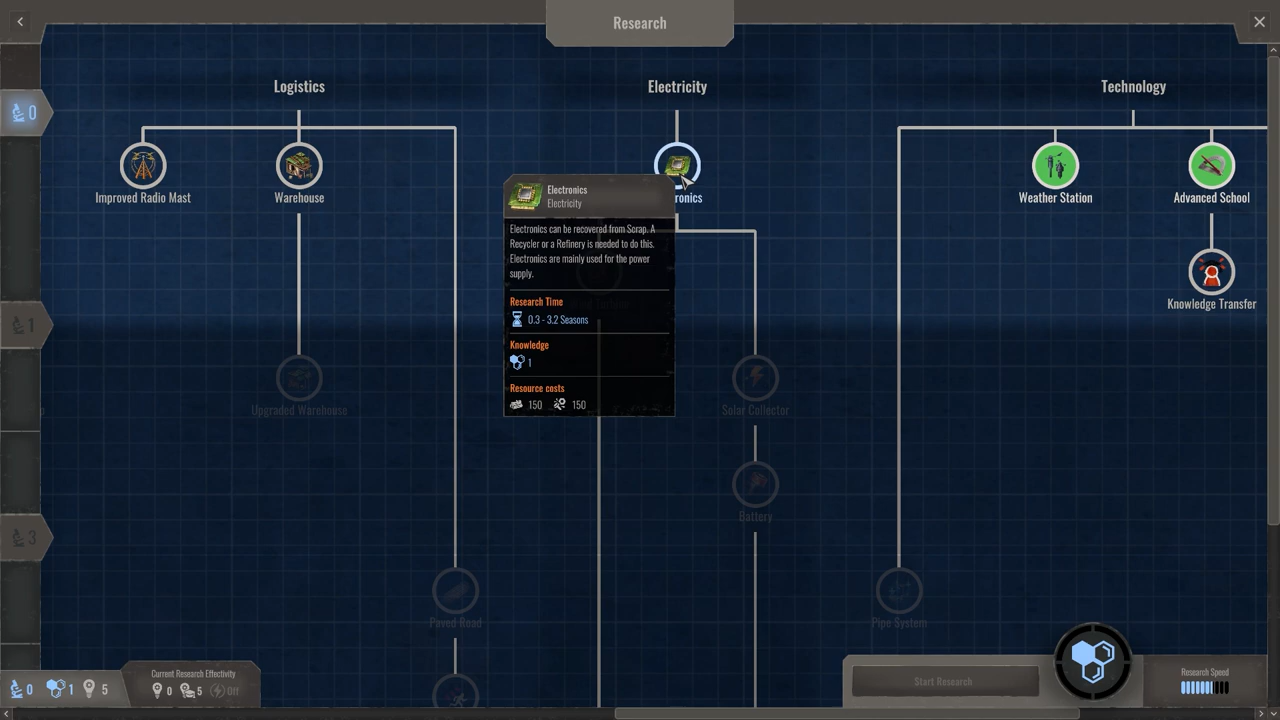 Research
Logistics
Electricity
Technology
0
Improved Radio Mast
Warehouse
ronics
Weather Station
Advanced School
Electronics
Electricity
Electronics can be recovered from Scrap. A
Recycler or a Refinery is needed to do this.
Electronics are mainly used for the power
supply.
Research Time
0.3 - 3.2 Seasons
Knowledge
1
Resource costs
150 150
Knowledge Transfer
1
Upgraded Warehouse
Solar Collector
Battery
3
Paved Road
Pipe System
0 1 5
Current Research Effectivity
0 5 Off
Start Research
Research Speed